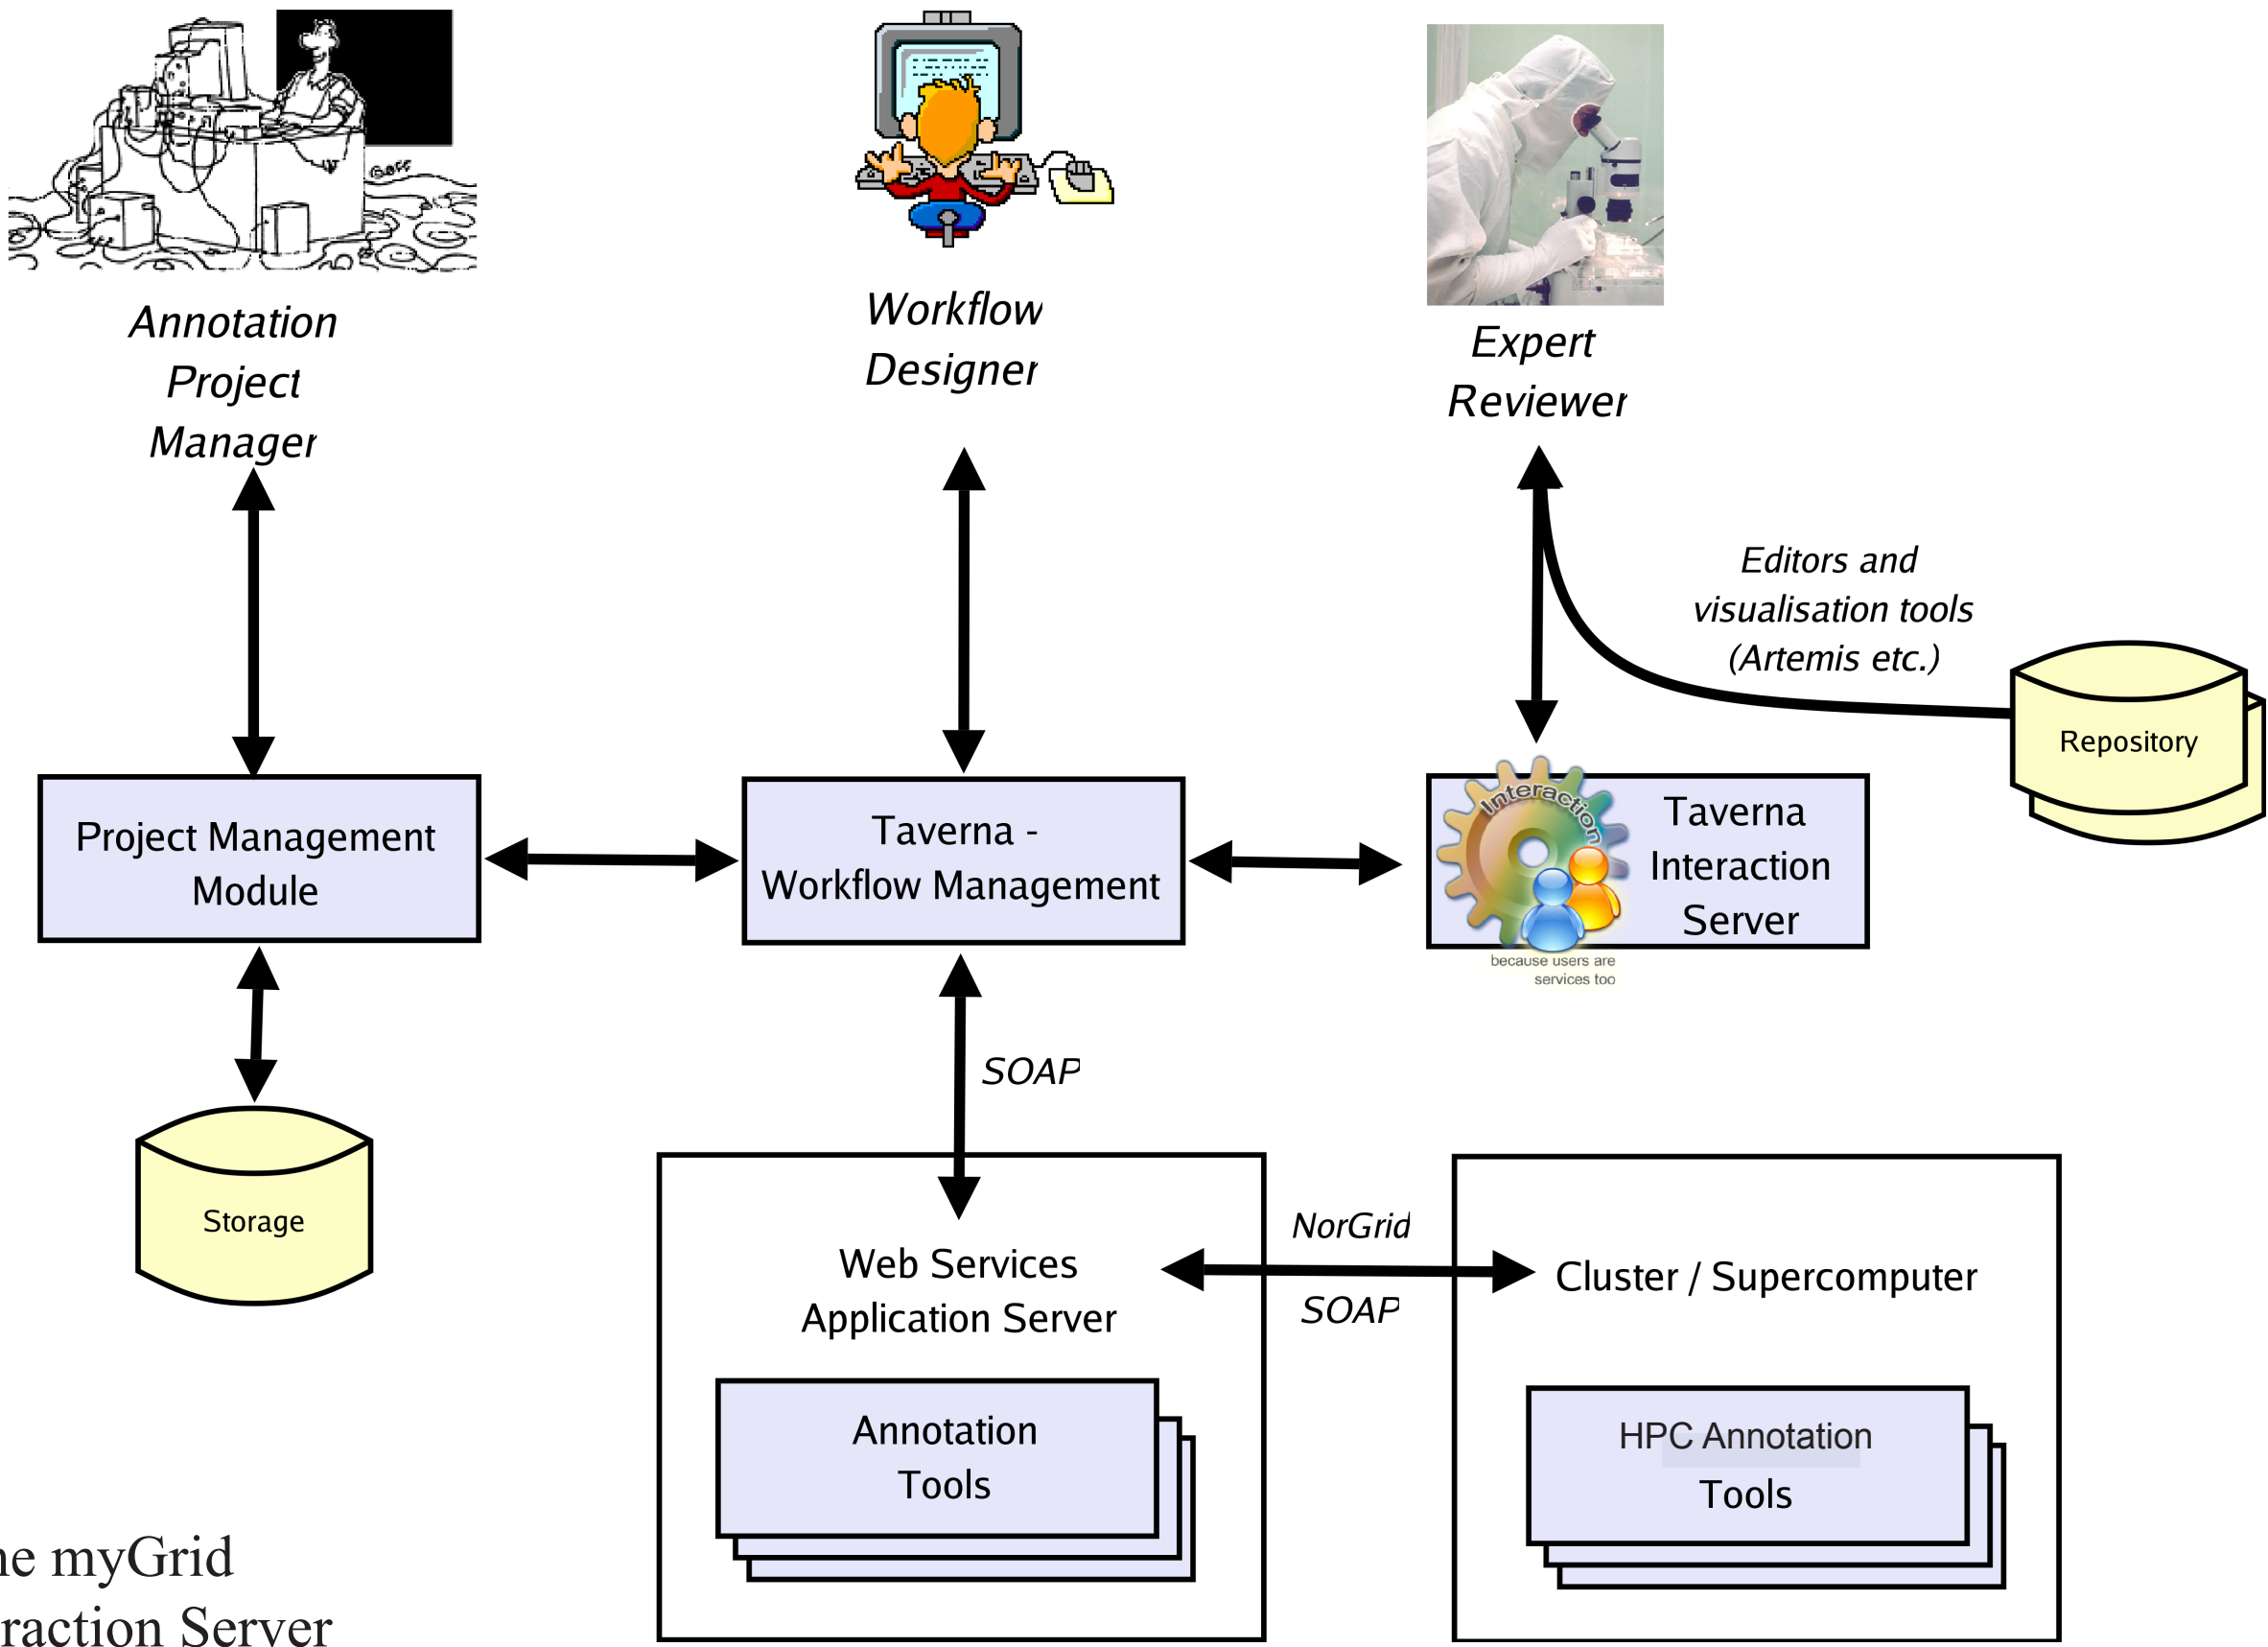 GOFF
Annotation
Project
Manager
Workflow
Designer
Expert
Reviewer
Editors and
visualisation tools
(Artemis etc.)
Repository
Project Management
Module
Taverna -
Workflow Management
Interaction
Taverna
Interaction
Server
because users are
services too
SOAP
Storage
Web Services
Application Server
NorGrid
SOAP
Cluster / Supercomputer
Annotation
Tools
HPC Annotation
Tools
ne myGrid
raction Server